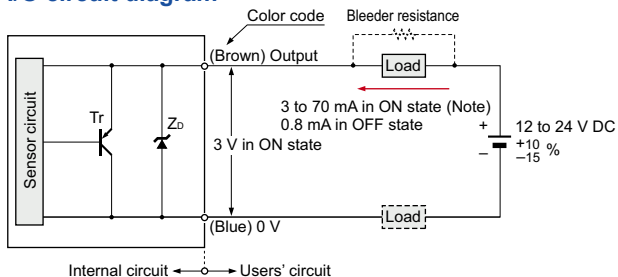 I/O circuit diagram
Color code
Bleeder resistance
(Brown) Output
Load
Sensor circuit
Tr
ZD
3 V in ON state
3 to 70 mA in ON state (Note)
0.8 mA in OFF state
+
−
12 to 24 V DC
+10
−15 %
(Blue) 0 V
Load
Internal circuit
Users' circuit